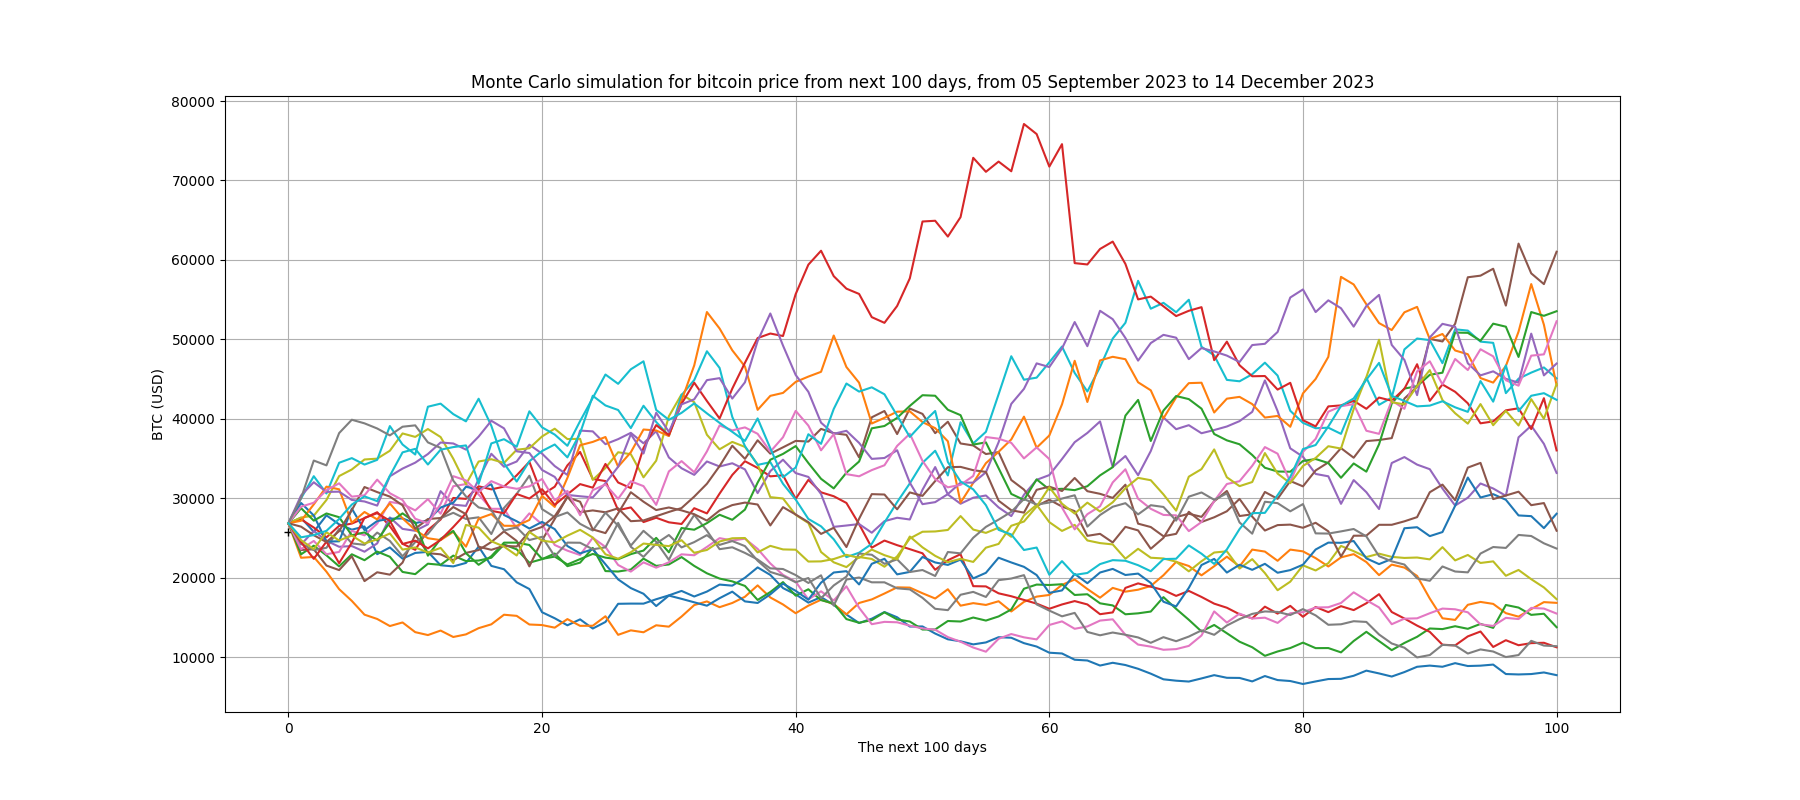 Monte Carlo simulation for bitcoin price from next 100 days, from 05 September 2023 to 14 December 2023
80000
70000
60000
50000
40000
30000
20000
10000
BTC (USD)
0 20 40 60 80 100
The next 100 days